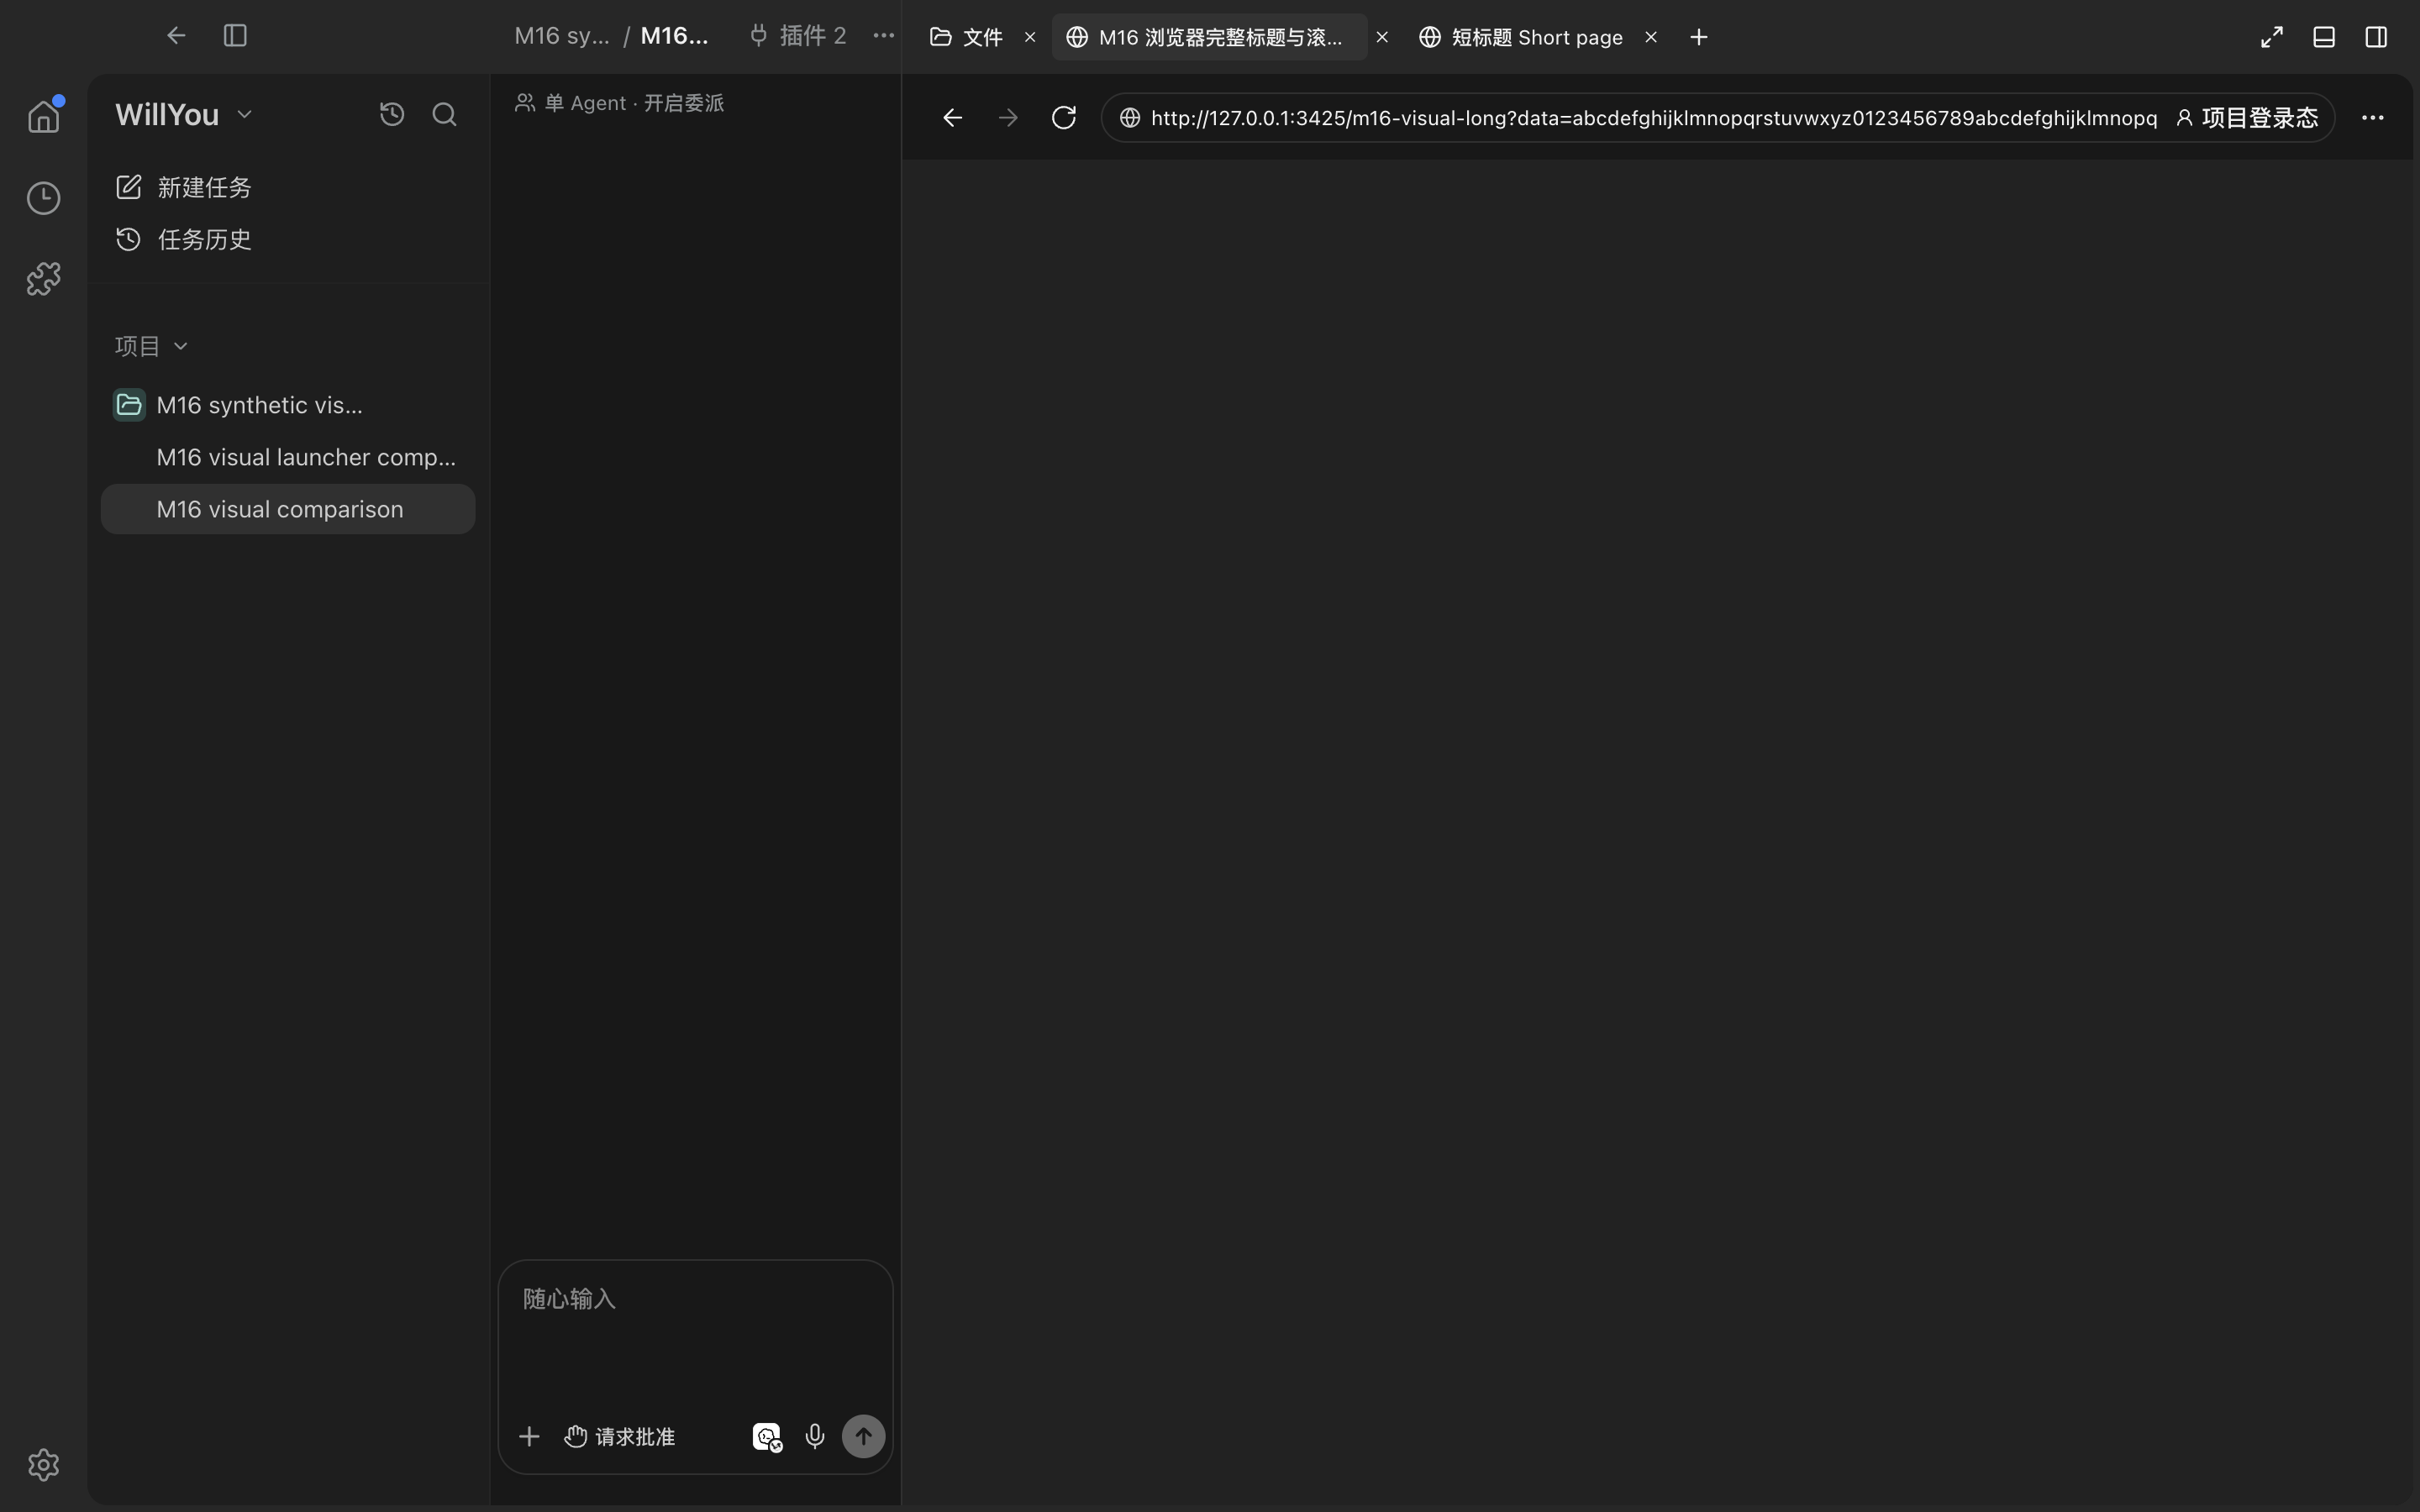 M16 sy... / M16... 插件 2
文件
M16 浏览器完整标题与滚...
短标题 Short page
WillYou
新建任务
任务历史
项目
M16 synthetic vis...
M16 visual launcher comp...
M16 visual comparison
单 Agent · 开启委派
http://127.0.0.1:3425/m16-visual-long?data=abcdefghijklmnopqrstuvwxyz0123456789abcdefghijklmnopq
项目登录态
随心输入
请求批准